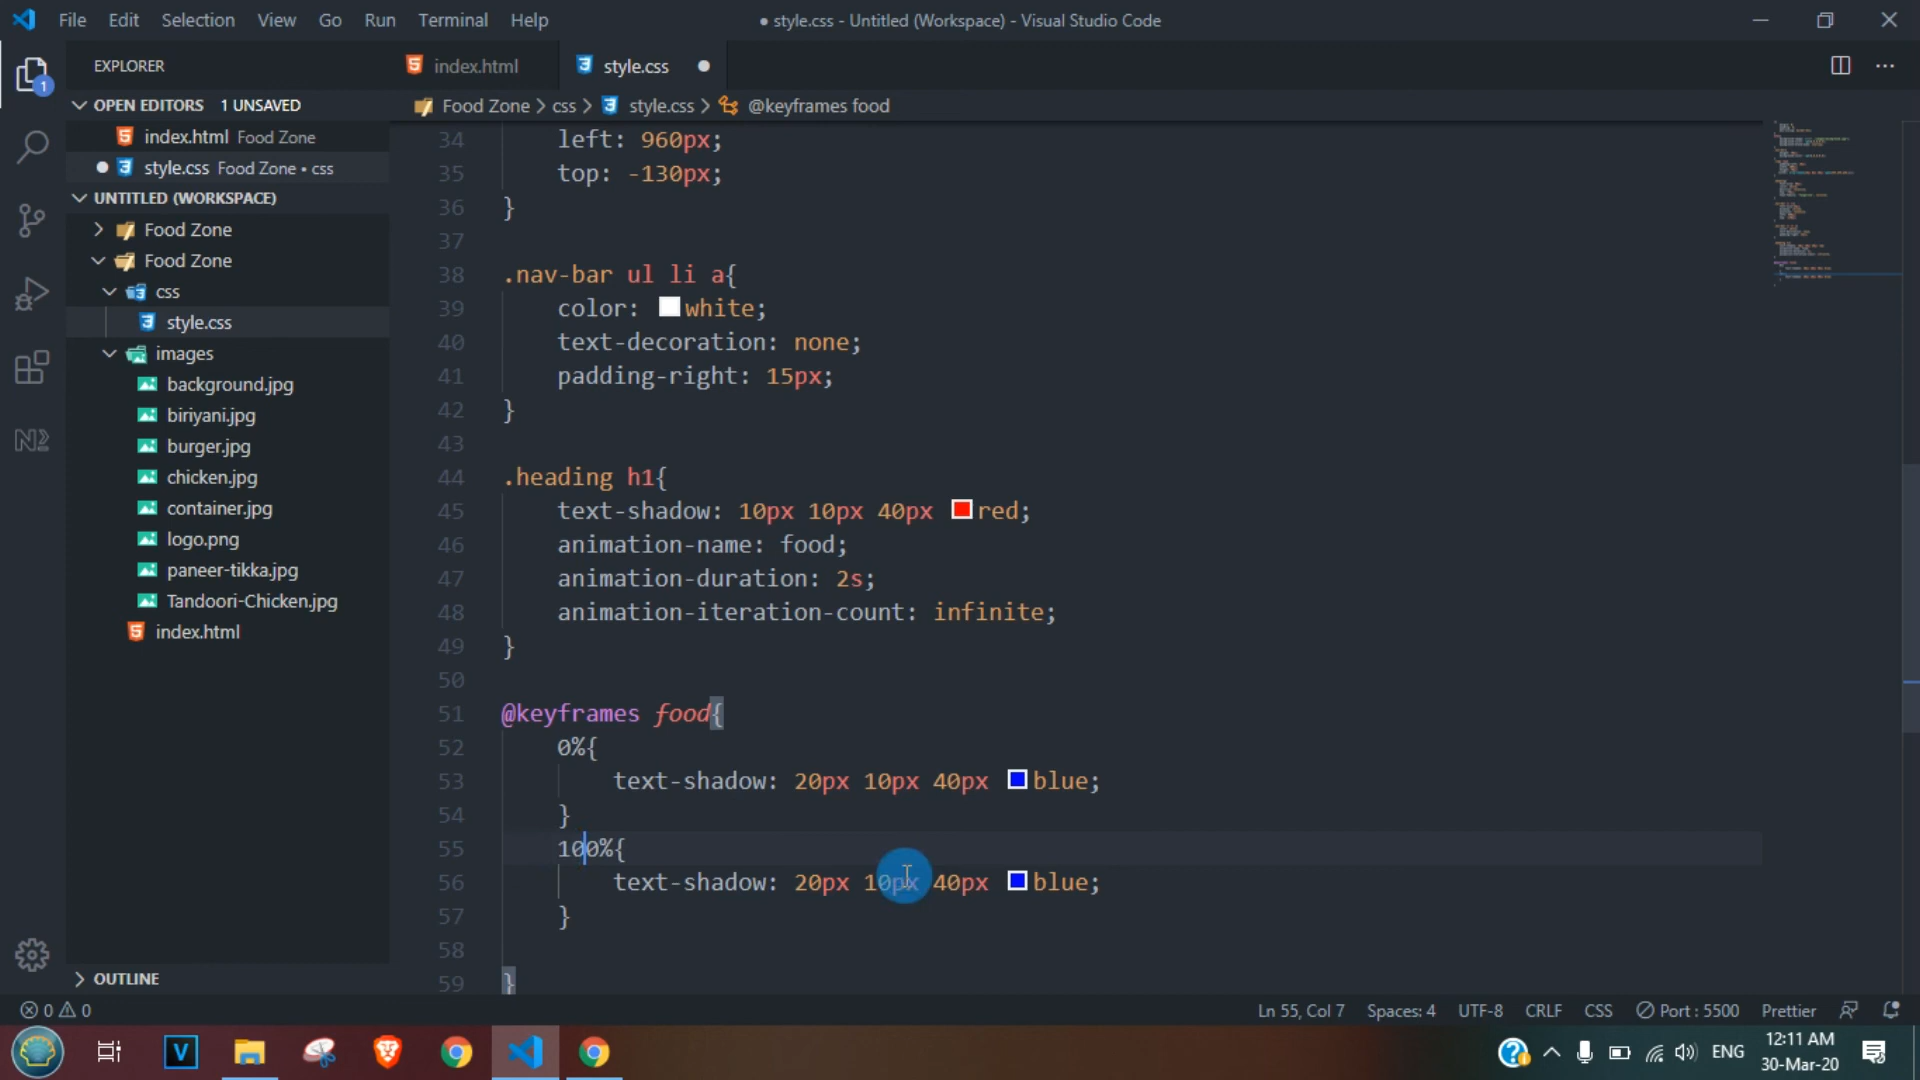 File Edit Selection View Go Run Terminal Help
● style.css - Untitled (Workspace) - Visual Studio Code
EXPLORER
1
OPEN EDITORS 1 UNSAVED
index.html Food Zone
style.css Food Zone • css
UNTITLED (WORKSPACE)
Food Zone
Food Zone
css
style.css
images
background.jpg
biriyani.jpg
burger.jpg
chicken.jpg
container.jpg
logo.png
paneer-tikka.jpg
Tandoori-Chicken.jpg
index.html
OUTLINE
index.html
style.css
Food Zone > css > style.css > @keyframes food
34 left: 960px;
35 top: -130px;
36 }
37
38 .nav-bar ul li a{
39 color: white;
40 text-decoration: none;
41 padding-right: 15px;
42 }
43
44 .heading h1{
45 text-shadow: 10px 10px 40px red;
46 animation-name: food;
47 animation-duration: 2s;
48 animation-iteration-count: infinite;
49 }
50
51 @keyframes food{
52 0%{
53 text-shadow: 20px 10px 40px blue;
54 }
55 100%{
56 text-shadow: 20px 10px 40px blue;
57 }
58
59 }
0 0
Ln 55, Col 7 Spaces: 4 UTF-8 CRLF CSS Port : 5500 Prettier
V
ENG
12:11 AM
30-Mar-20